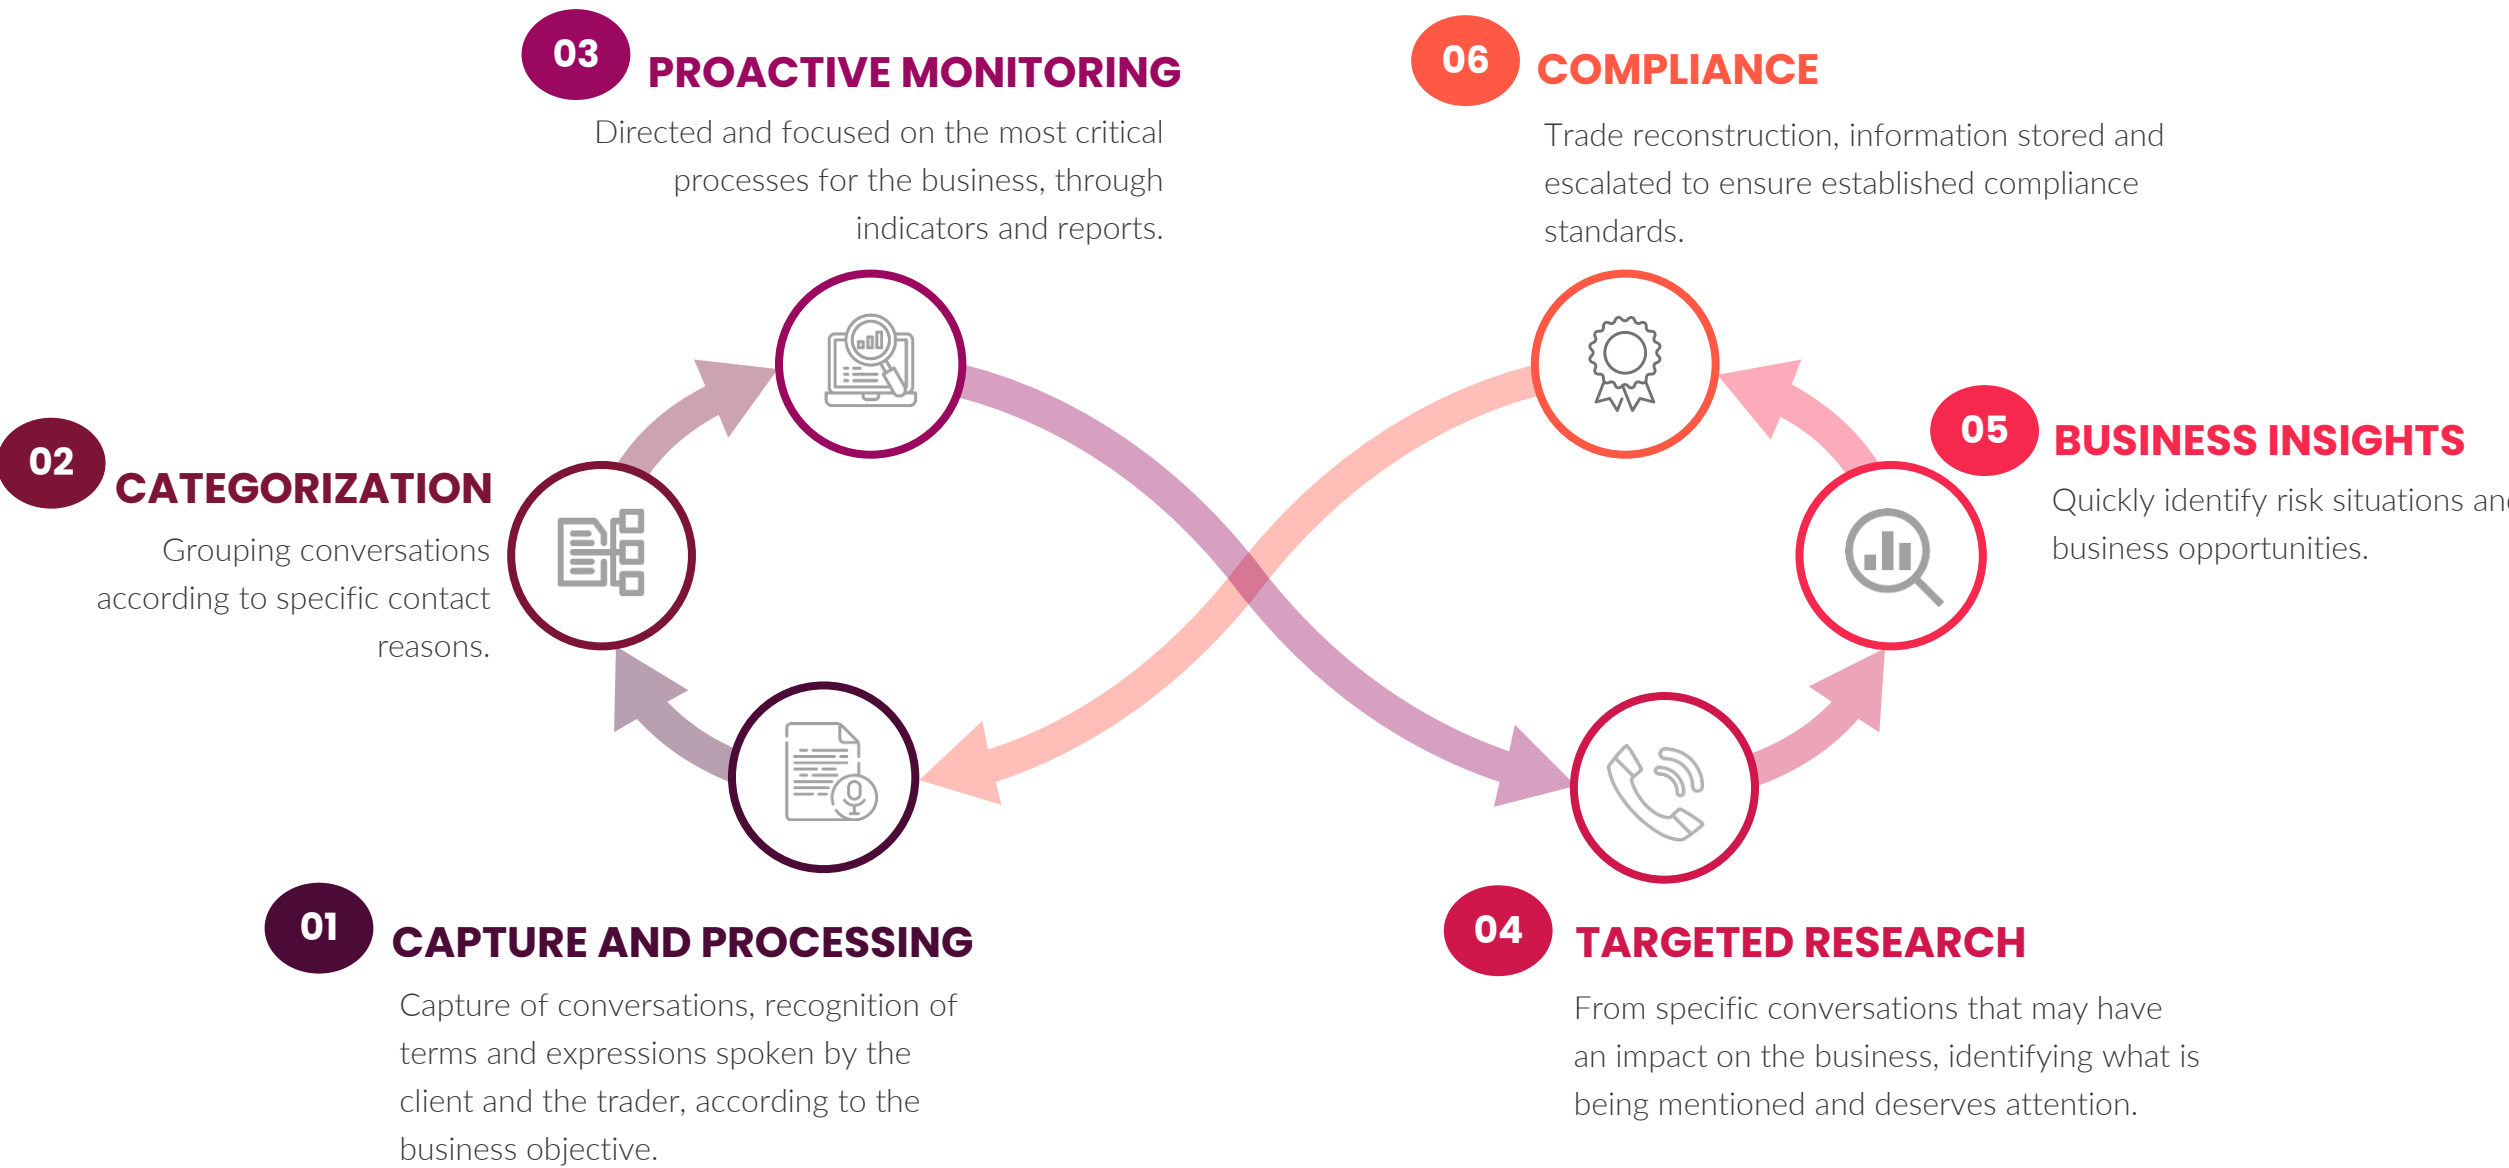 03
PROACTIVE MONITORING
Directed and focused on the most critical
processes for the business, through
indicators and reports.
06
COMPLIANCE
Trade reconstruction, information stored and
escalated to ensure established compliance
standards.
02
CATEGORIZATION
Grouping conversations
according to specific contact
reasons.
05
BUSINESS INSIGHTS
Quickly identify risk situations and
business opportunities.
01
CAPTURE AND PROCESSING
Capture of conversations, recognition of
terms and expressions spoken by the
client and the trader, according to the
business objective.
04
TARGETED RESEARCH
From specific conversations that may have
an impact on the business, identifying what is
being mentioned and deserves attention.